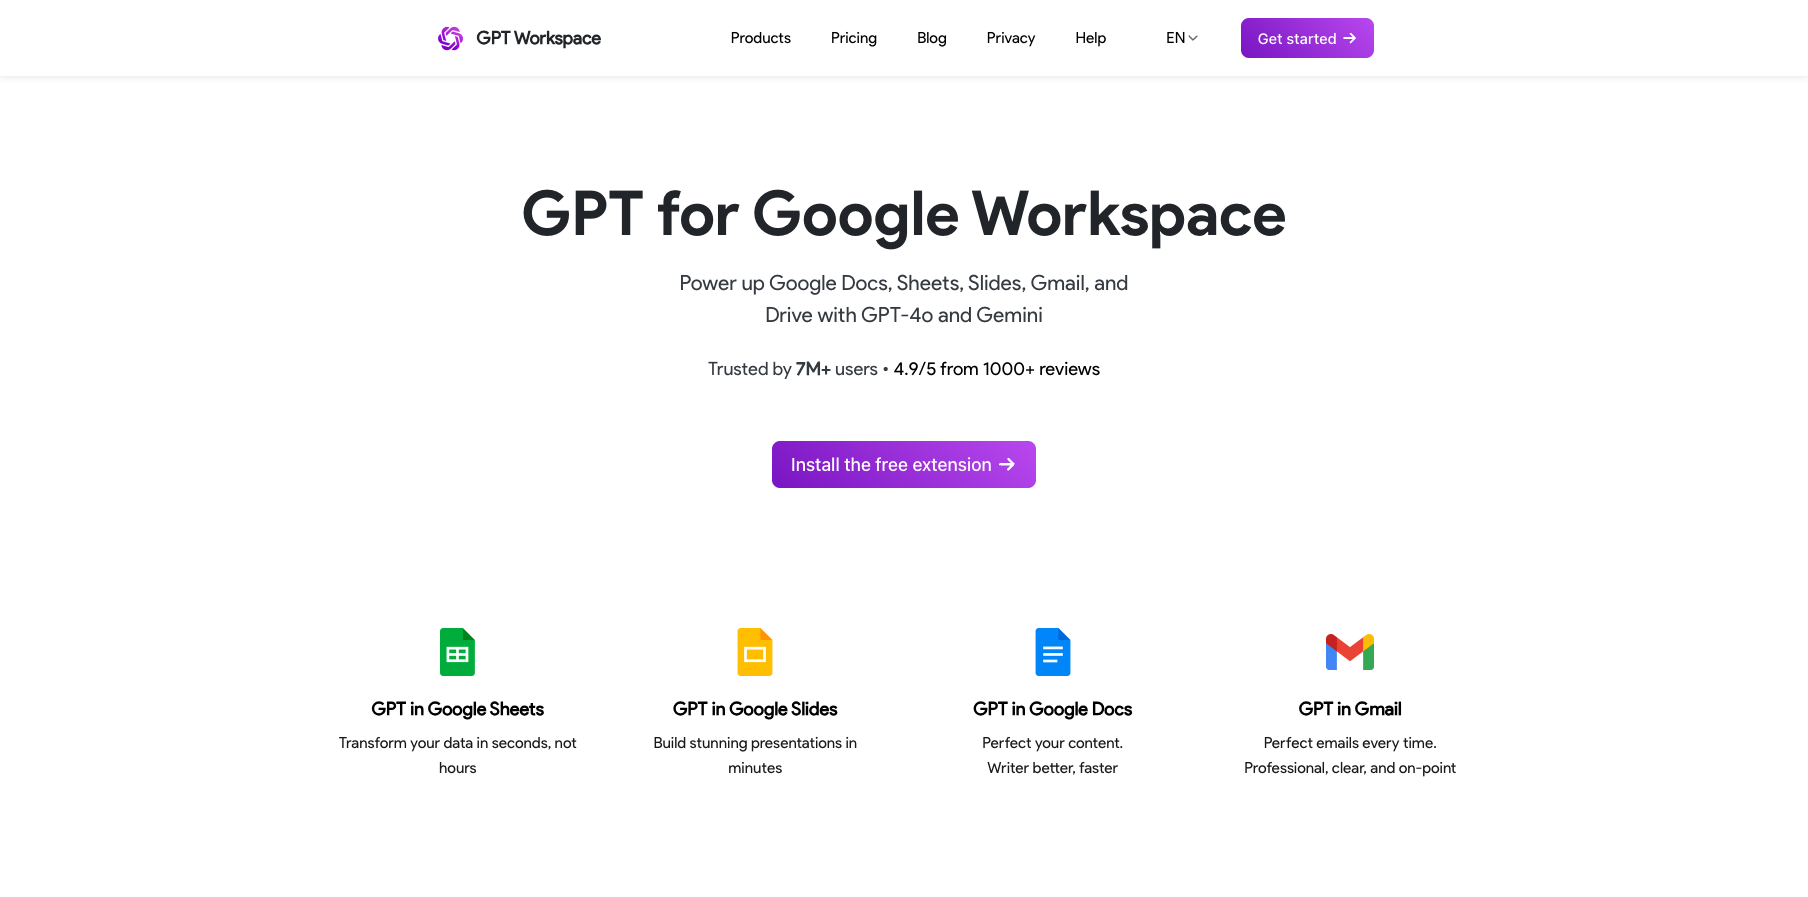 GPT Workspace
Products
Pricing
Blog
Privacy
Help
EN
Get started →
GPT for Google Workspace
Power up Google Docs, Sheets, Slides, Gmail, and
Drive with GPT-4o and Gemini
Trusted by 7M+ users • 4.9/5 from 1000+ reviews
Install the free extension →
GPT in Google Sheets
Transform your data in seconds, not
hours
GPT in Google Slides
Build stunning presentations in
minutes
GPT in Google Docs
Perfect your content.
Writer better, faster
GPT in Gmail
Perfect emails every time.
Professional, clear, and on-point